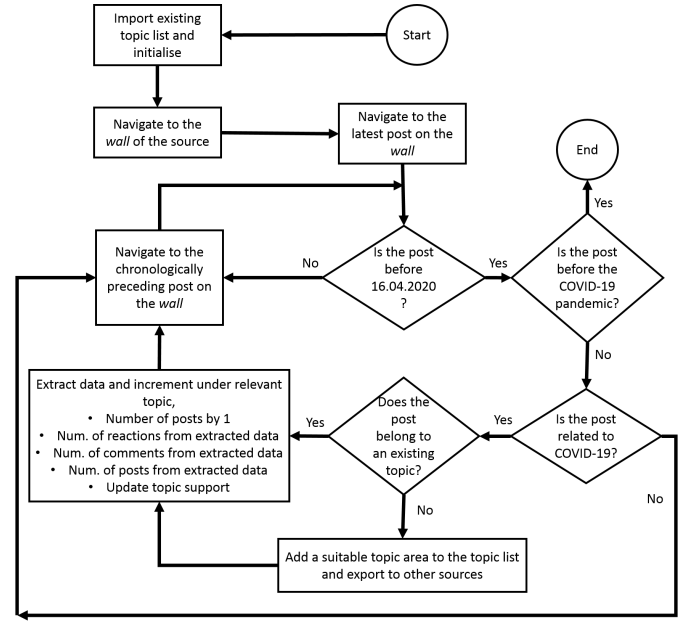 Import existing
topic list and
initialise
Start
Navigate to the
wall of the source
Navigate to the
latest post on the
wall
End
Yes
Navigate to the
chronologically
preceding post on
the wall
No
Is the post
before
16.04.2020
?
Yes
Is the post
before the
COVID-19
pandemic?
No
Extract data and increment under relevant
topic,
• Number of posts by 1
• Num. of reactions from extracted data
• Num. of comments from extracted data
• Num. of posts from extracted data
• Update topic support
Yes
Does the
post
belong to
an existing
topic?
Yes
Is the post
related to
COVID-19?
No
No
Add a suitable topic area to the topic list
and export to other sources